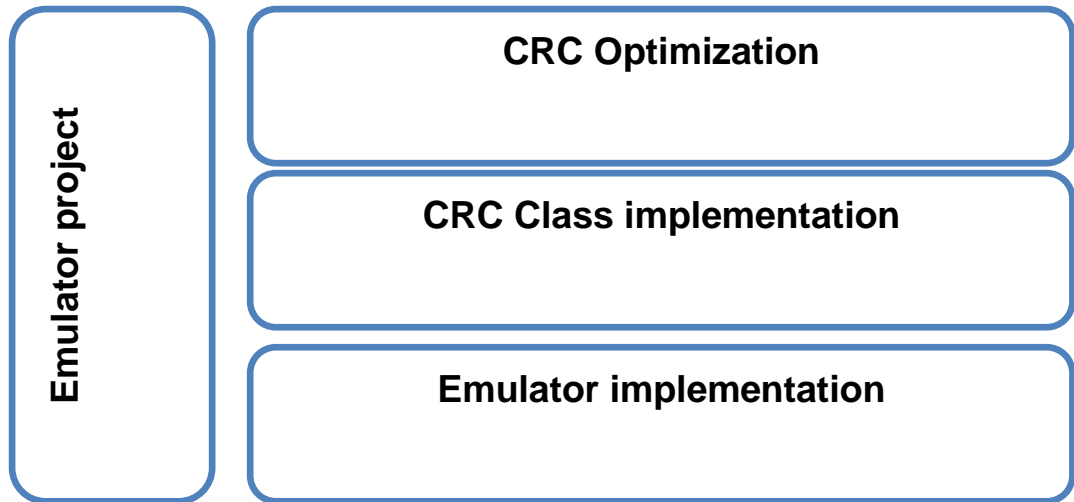 Emulator project
CRC Optimization
CRC Class implementation
Emulator implementation